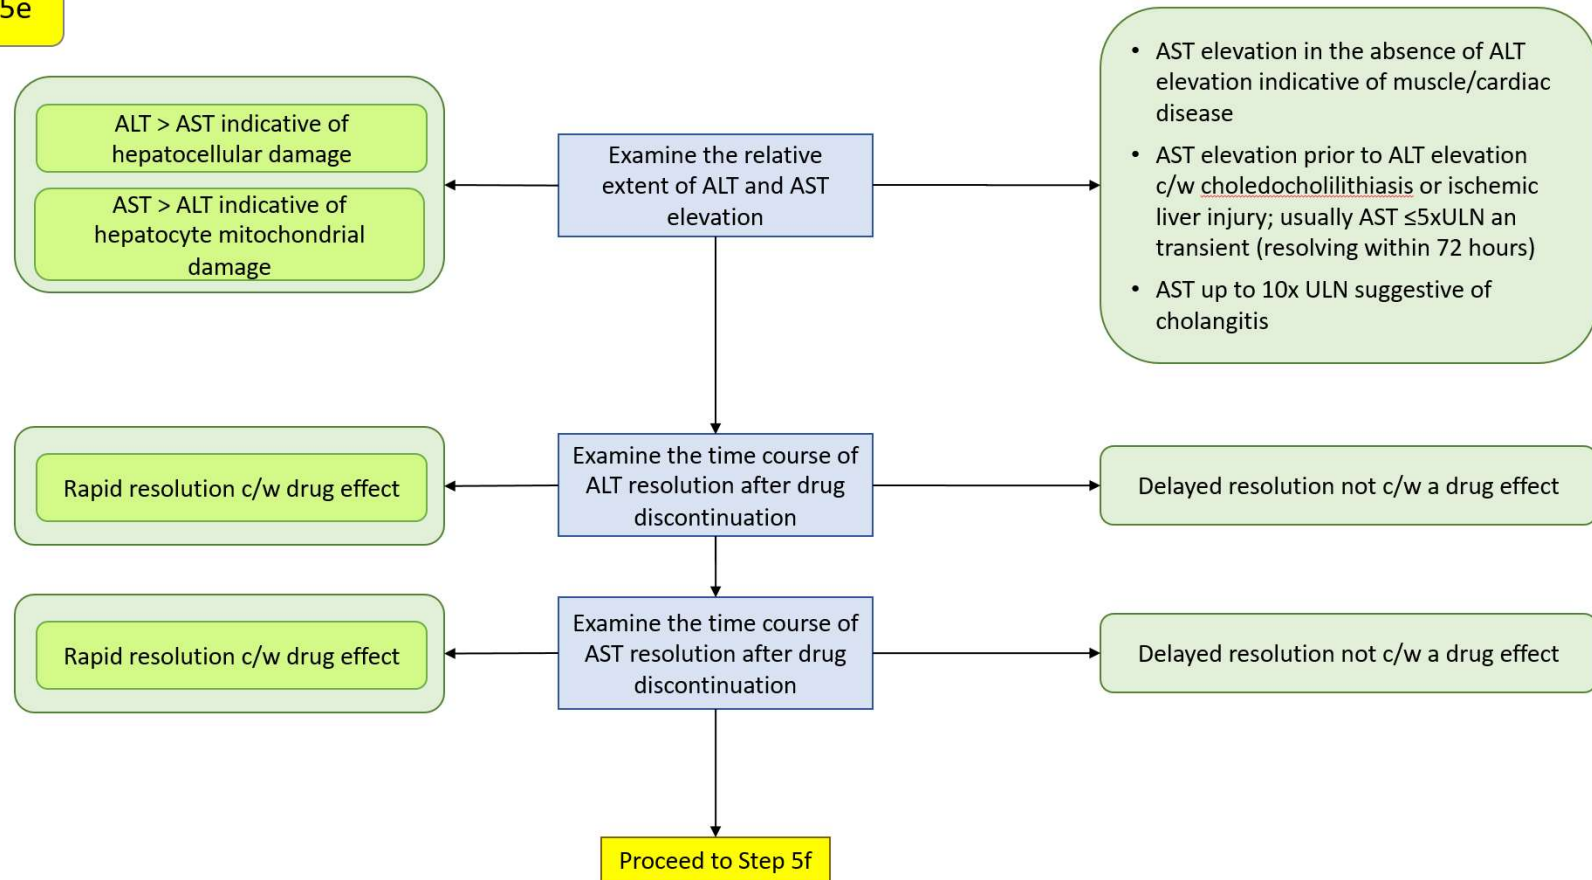 5e
ALT > AST indicative of
hepatocellular damage
AST > ALT indicative of
hepatocyte mitochondrial
damage
Examine the relative
extent of ALT and AST
elevation
• AST elevation in the absence of ALT
elevation indicative of muscle/cardiac
disease
• AST elevation prior to ALT elevation
c/w choledocholilithiasis or ischemic
liver injury; usually AST ≤5xULN an
transient (resolving within 72 hours)
• AST up to 10x ULN suggestive of
cholangitis
Rapid resolution c/w drug effect
Examine the time course of
ALT resolution after drug
discontinuation
Delayed resolution not c/w a drug effect
Rapid resolution c/w drug effect
Examine the time course of
AST resolution after drug
discontinuation
Delayed resolution not c/w a drug effect
Proceed to Step 5f